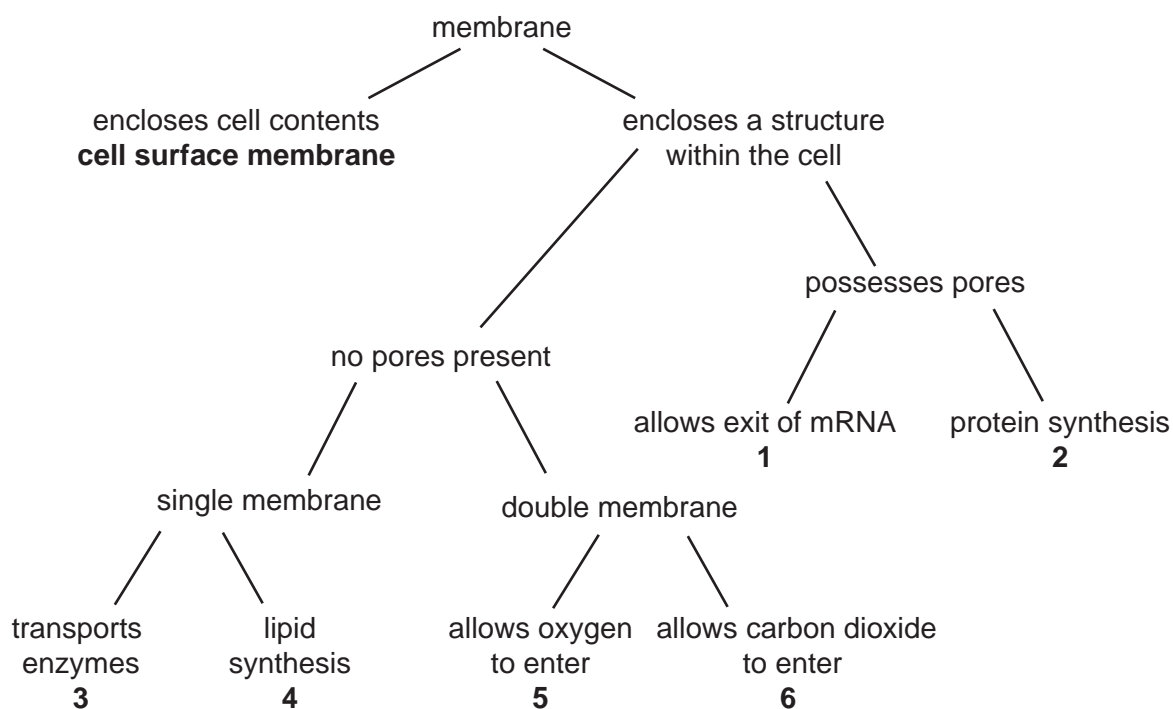 membrane
encloses cell contents
cell surface membrane
encloses a structure
within the cell
possesses pores
no pores present
allows exit of mRNA
1
protein synthesis
2
single membrane
double membrane
transports
enzymes
3
lipid
synthesis
4
allows oxygen
to enter
5
allows carbon dioxide
to enter
6